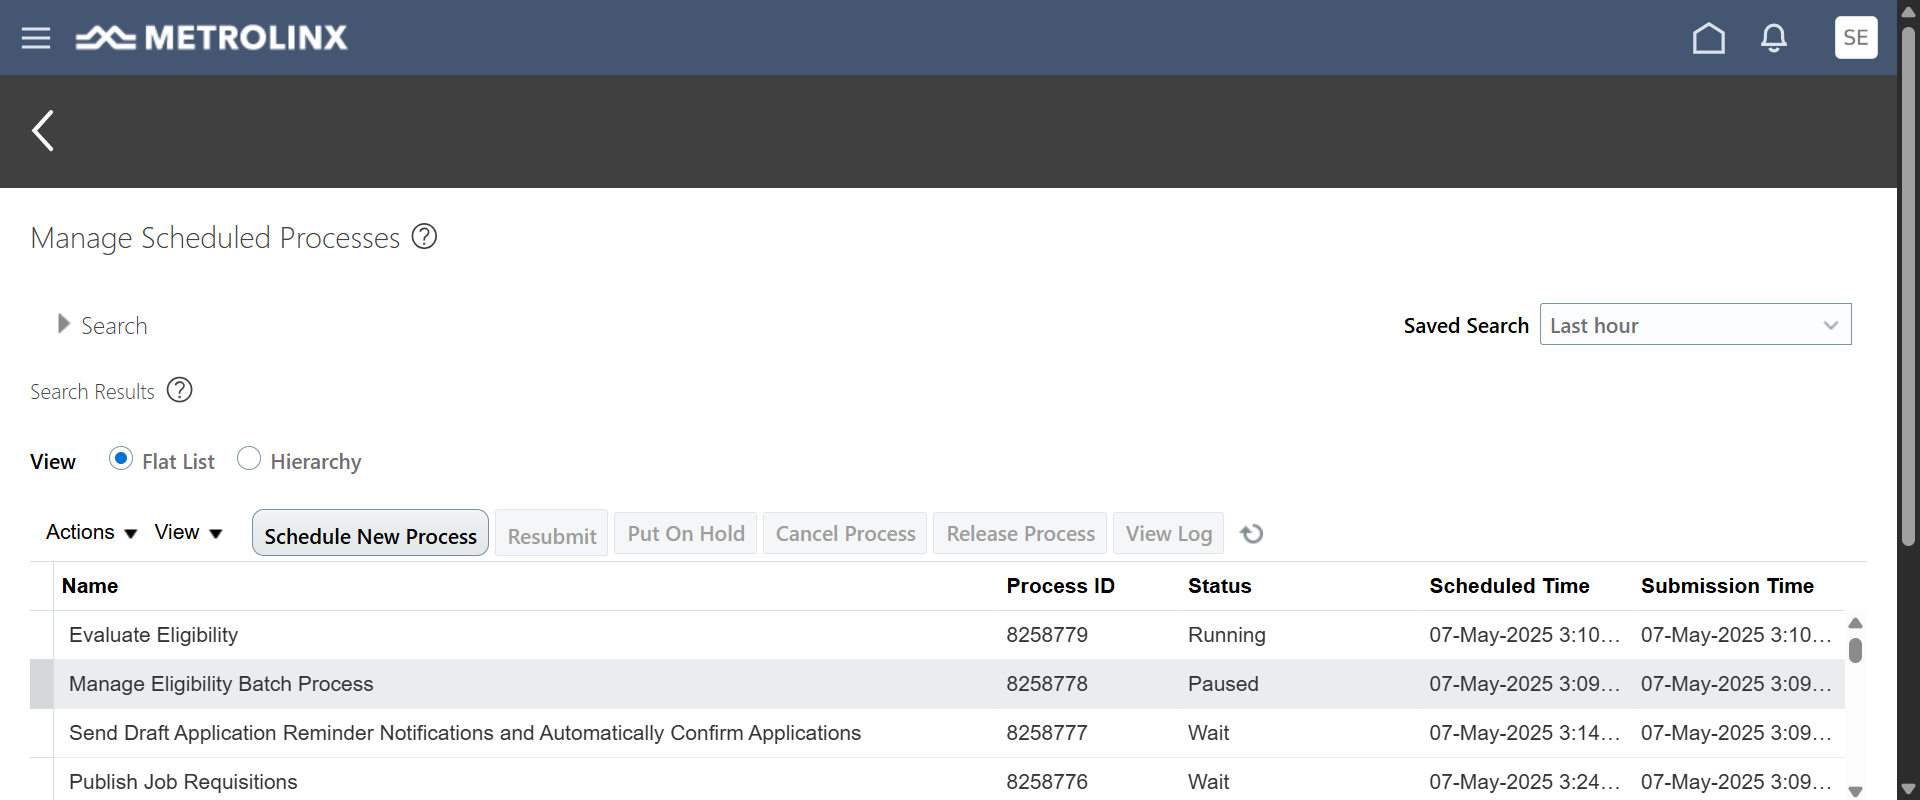 METROLINX
SE
Manage Scheduled Processes ?
Search
Saved Search Last hour
Search Results ?
View Flat List Hierarchy
Actions View Schedule New Process Resubmit Put On Hold Cancel Process Release Process View Log
Name Process ID Status Scheduled Time Submission Time
Evaluate Eligibility 8258779 Running 07-May-2025 3:10... 07-May-2025 3:10...
Manage Eligibility Batch Process 8258778 Paused 07-May-2025 3:09... 07-May-2025 3:09...
Send Draft Application Reminder Notifications and Automatically Confirm Applications 8258777 Wait 07-May-2025 3:14... 07-May-2025 3:09...
Publish Job Requisitions 8258776 Wait 07-May-2025 3:24... 07-May-2025 3:09...